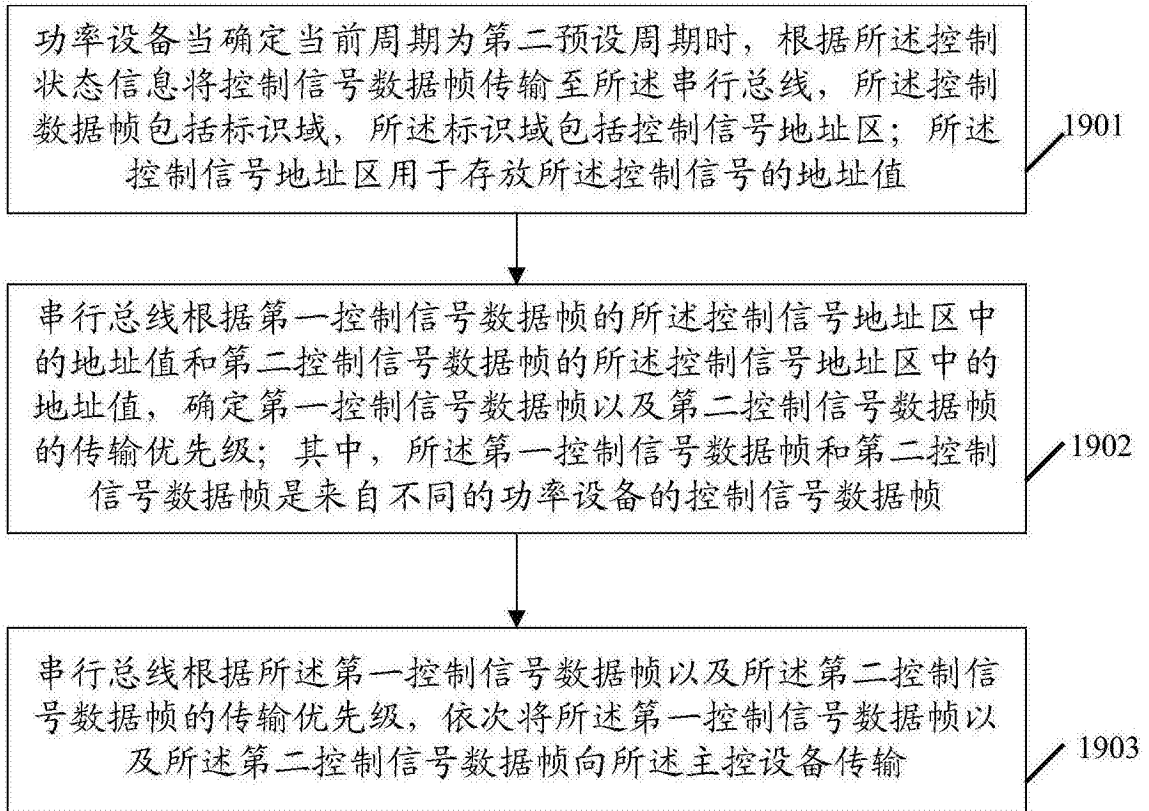 功率设备当确定当前周期为第二预设周期时，根据所述控制
状态信息将控制信号数据帧传输至所述串行总线，所述控制
数据帧包括标识域，所述标识域包括控制信号地址区；所述
控制信号地址区用于存放所述控制信号的地址值
1901
串行总线根据第一控制信号数据帧的所述控制信号地址区中
的地址值和第二控制信号数据帧的所述控制信号地址区中的
地址值，确定第一控制信号数据帧以及第二控制信号数据帧
的传输优先级；其中，所述第一控制信号数据帧和第二控制
信号数据帧是来自不同的功率设备的控制信号数据帧
1902
串行总线根据所述第一控制信号数据帧以及所述第二控制信
号数据帧的传输优先级，依次将所述第一控制信号数据帧以
及所述第二控制信号数据帧向所述主控设备传输
1903